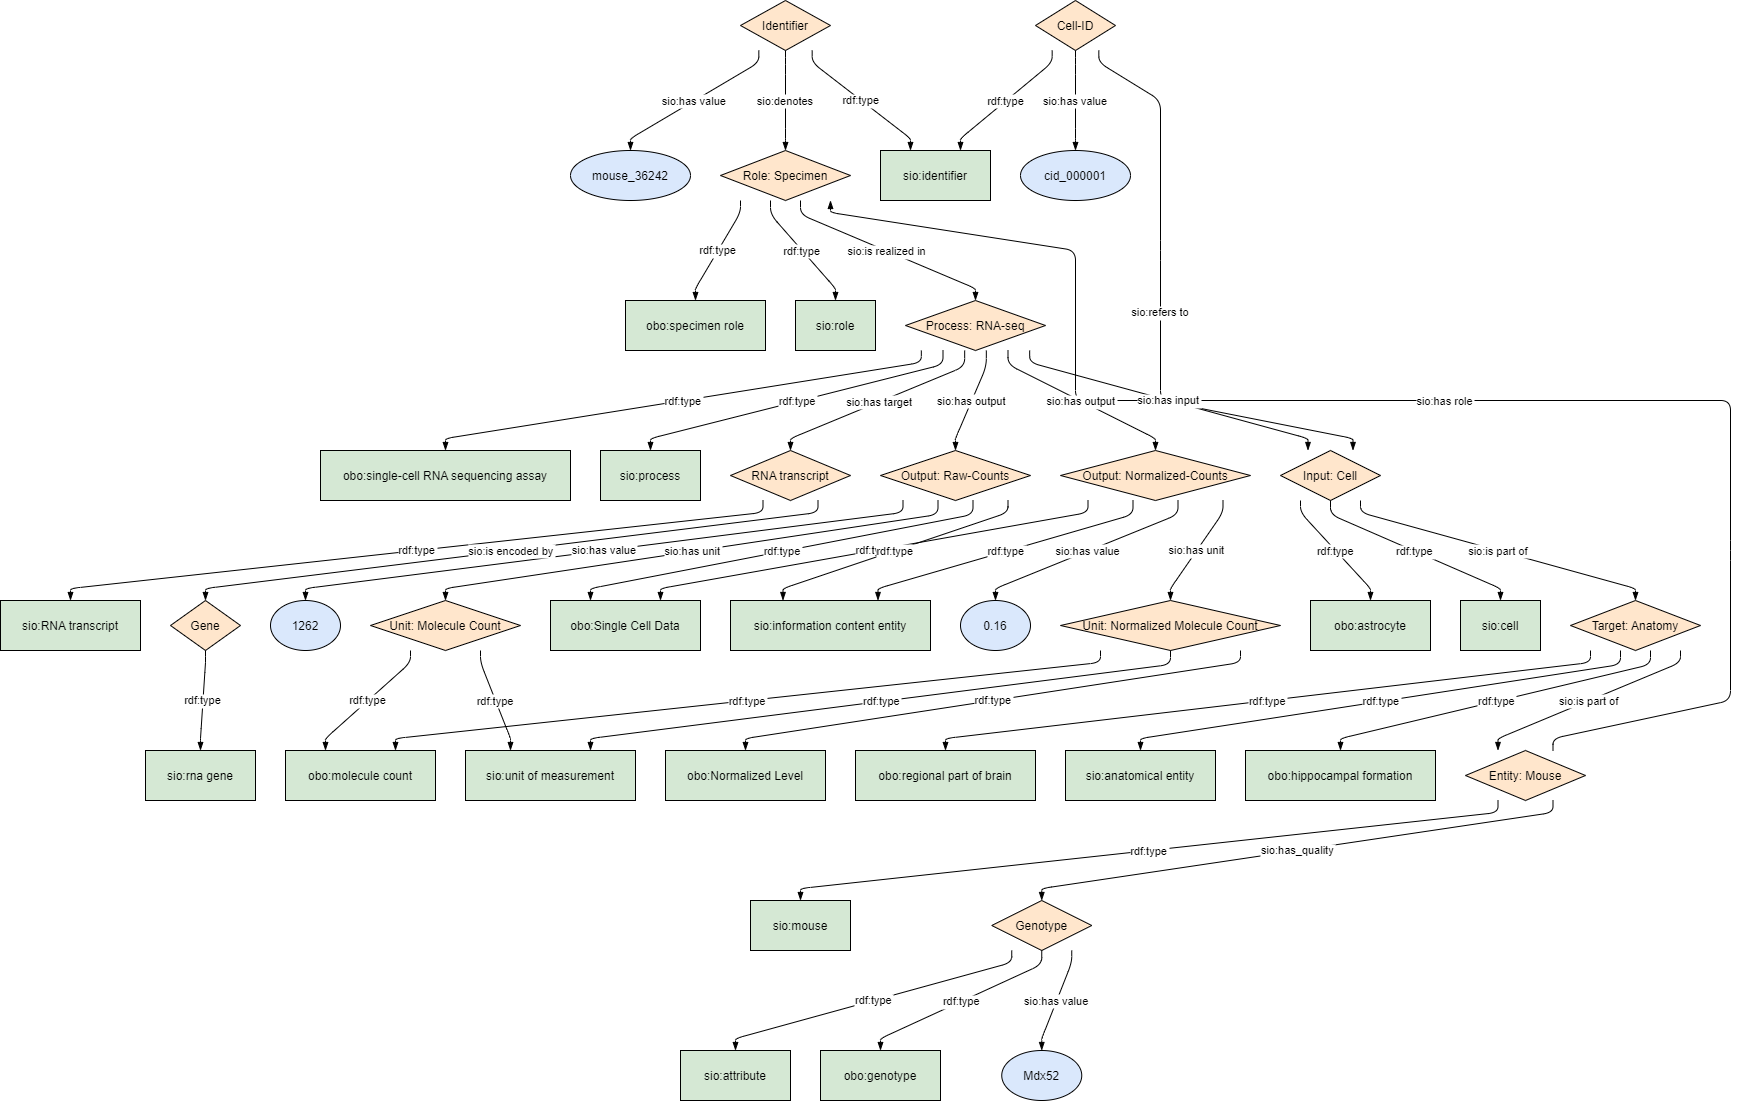 Identifier
Cell-ID
sio:has value
sio:denotes
rdf:type
rdf:type
sio:has value
mouse_36242
Role: Specimen
sio:identifier
cid_000001
rdf:type
rdf:type
sio:is realized in
sio:refers to
obo:specimen role
sio:role
Process: RNA-seq
rdf:type
rdf:type
sio:has target
sio:has output
sio:has output
sio:has input
sio:has role
obo:single-cell RNA sequencing assay
sio:process
RNA transcript
Output: Raw-Counts
Output: Normalized-Counts
Input: Cell
rdf:type
sio:is encoded by
sio:has value
sio:has unit
rdf:type
rdf:type
rdf:type
rdf:type
sio:has value
sio:has unit
rdf:type
rdf:type
sio:is part of
sio:RNA transcript
Gene
1262
Unit: Molecule Count
obo:Single Cell Data
sio:information content entity
0.16
Unit: Normalized Molecule Count
obo:astrocyte
sio:cell
Target: Anatomy
rdf:type
rdf:type
rdf:type
rdf:type
rdf:type
rdf:type
rdf:type
rdf:type
rdf:type
sio:is part of
sio:rna gene
obo:molecule count
sio:unit of measurement
obo:Normalized Level
obo:regional part of brain
sio:anatomical entity
obo:hippocampal formation
Entity: Mouse
rdf:type
sio:has_quality
sio:mouse
Genotype
rdf:type
rdf:type
sio:has value
sio:attribute
obo:genotype
Mdx52